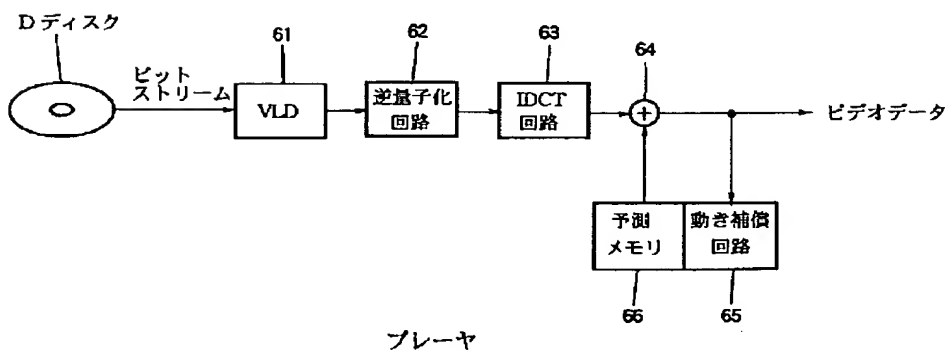 Dディスク
ビット
ストリーム
61
VLD
62
逆量子化
回路
63
IDCT
回路
64
+
ビデオデータ
予測
メモリ
動き補償
回路
66
65
プレーヤ